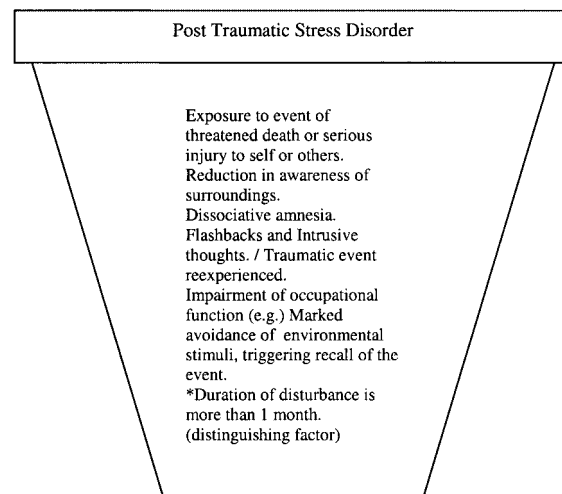 Post Traumatic Stress Disorder
Exposure to event of
threatened death or serious
injury to self or others.
Reduction in awareness of
surroundings.
Dissociative amnesia.
Flashbacks and Intrusive
thoughts. / Traumatic event
reexperienced.
Impairment of occupational
function (e.g.) Marked
avoidance of environmental
stimuli, triggering recall of the
event.
*Duration of disturbance is
more than 1 month.
(distinguishing factor)